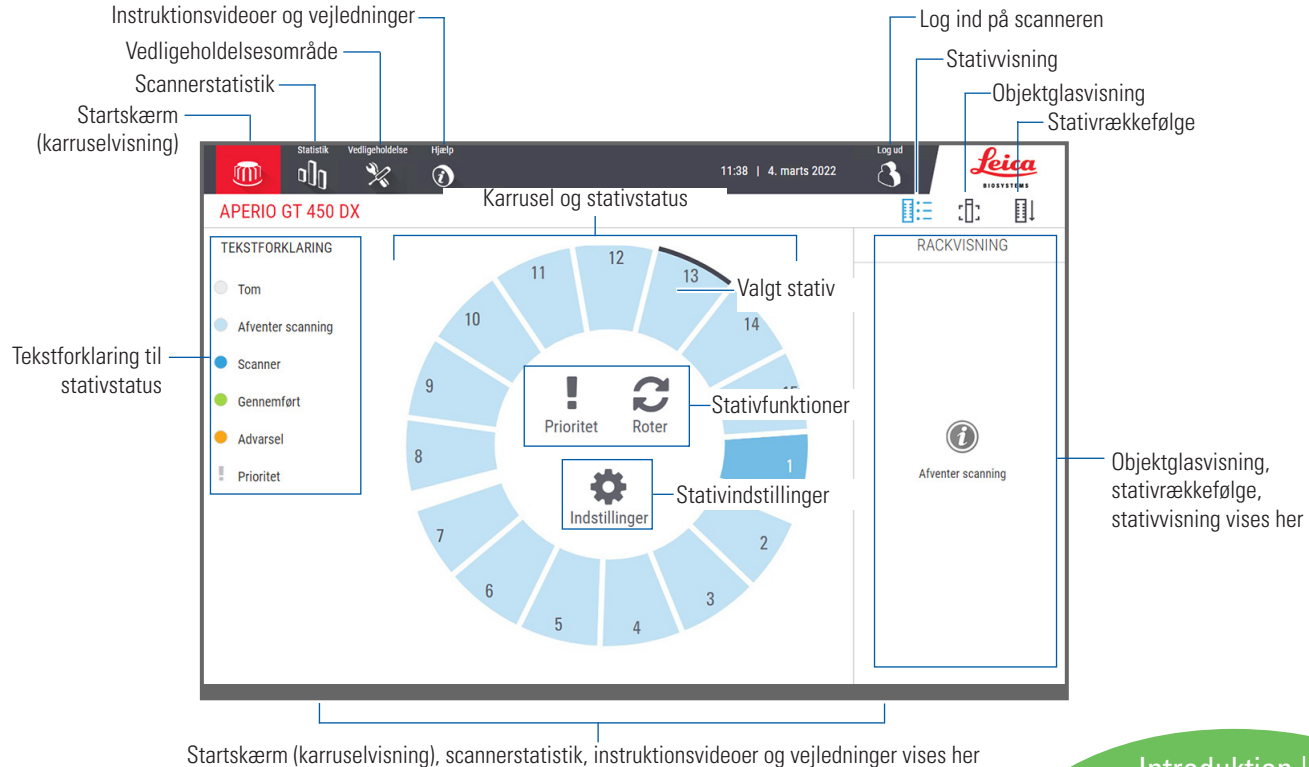 Instruktionsvideoer og vejledninger
Vedligeholdelsesområde
Scannerstatistik
Startskærm
(karruselvisning)
Log ind på scanneren
Stativvisning
Objektglasvisning
Stativrækkefølge
Statistik
Vedligeholdelse
Hjælp
11:38 | 4. marts 2022
Log ud
Leica
BIOSYSTEMS
APERIO GT 450 DX
Karrusel og stativstatus
TEKSTFORKLARING
Tom
Afventer scanning
Scanner
Gennemført
Advarsel
Prioritet
Tekstforklaring til
stativstatus
RACKVISNING
Afventer scanning
11
12
13
Valgt stativ
10
14
9
15
8
1
7
2
6
3
5
4
Prioritet
Roter
Stativfunktioner
Indstillinger
Stativindstillinger
Objektglasvisning,
stativrækkefølge,
stativvisning vises her
Startskærm (karruselvisning), scannerstatistik, instruktionsvideoer og vejledninger vises her
Introduktion |